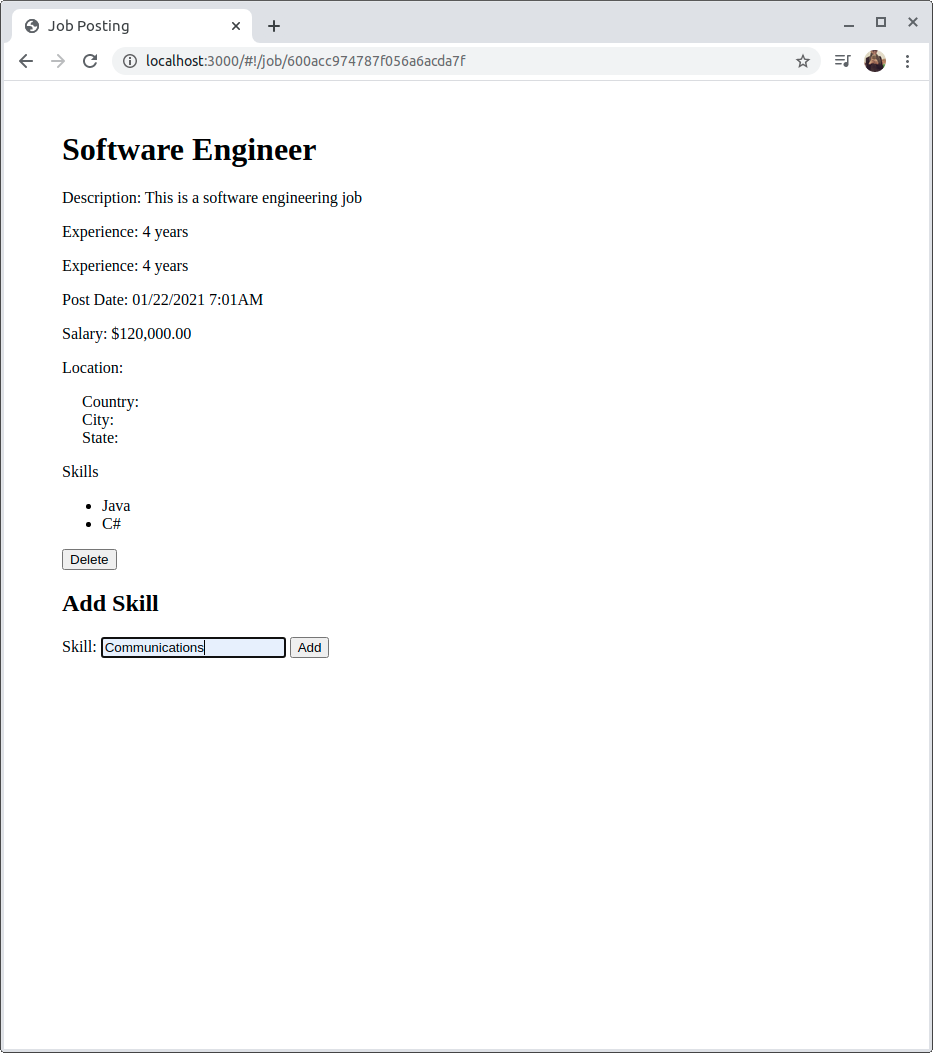 Job Posting
localhost:3000/#!/job/600acc974787f056a6acda7f
Software Engineer
Description: This is a software engineering job
Experience: 4 years
Experience: 4 years
Post Date: 01/22/2021 7:01AM
Salary: $120,000.00
Location:
Country:
City:
State:
Skills
Java
C#
Delete
Add Skill
Skill: Communications Add